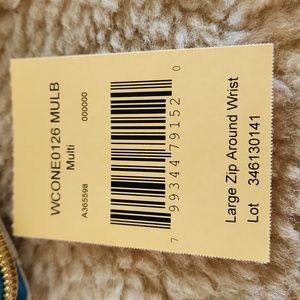 WCONE0126 MULB
Multi
000000
A365598
7 99344 79152 0
Large Zip Around Wrist
Lot 346130141